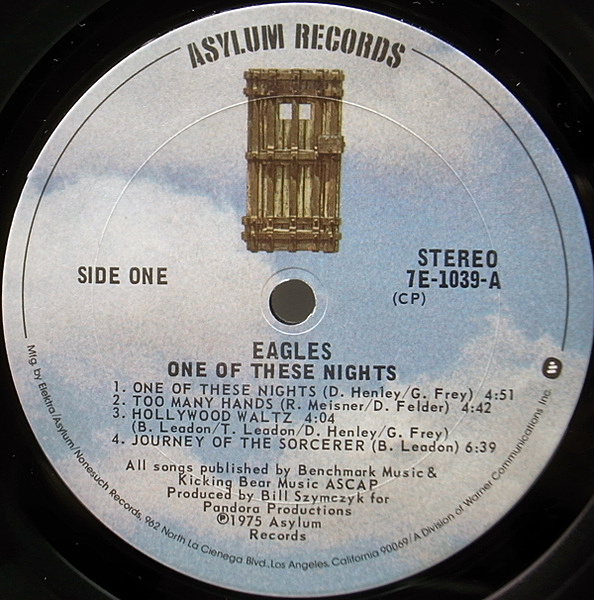 ASYLUM RECORDS
SIDE ONE
STEREO
7E-1039-A
(CP)
EAGLES
ONE OF THESE NIGHTS
1. ONE OF THESE NIGHTS (D. Henley/G. Frey) 4:51
2. TOO MANY HANDS (R. Meisner/D. Felder) 4:42
3. HOLLYWOOD WALTZ 4:04
(B. Leadon/T. Leadon/D. Henley/G. Frey)
4. JOURNEY OF THE SORCERER (B. Leadon) 6:39
All songs published by Benchmark Music &
Kicking Bear Music ASCAP
Produced by Bill Szymczyk for
Pandora Productions
℗1975 Asylum
Records
Mfg. by Elektra/Asylum/Nonesuch Records, 962 North La Cienega Blvd., Los Angeles, California 90069/A Division of Warner Communications Inc.